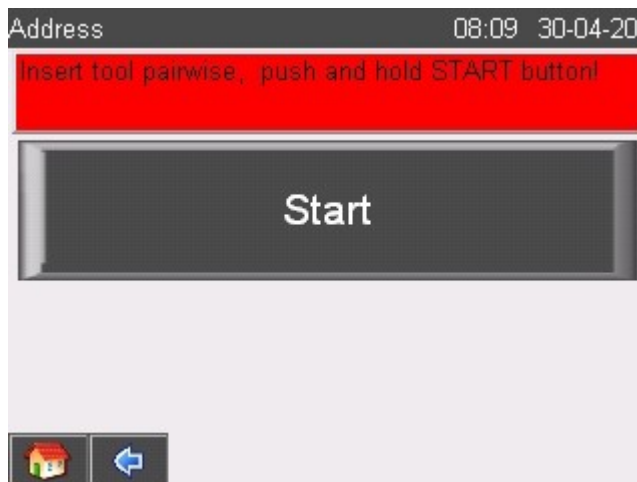 Address 08:09 30-04-20
Insert tool pairwise, push and hold START button!
Start